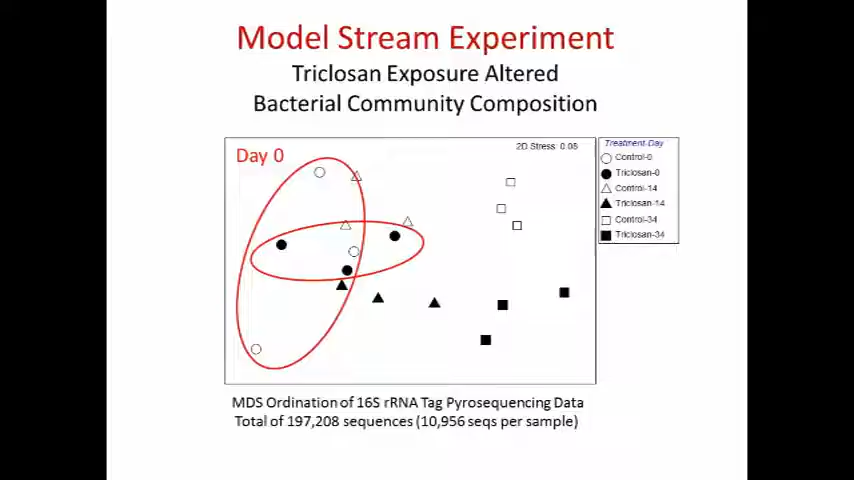 Model Stream Experiment
Triclosan Exposure Altered
Bacterial Community Composition
Day 0
2D Stress: 0.08
Treatment-Day
Control-0
Triclosan-0
Control-14
Triclosan-14
Control-34
Triclosan-34
MDS Ordination of 16S rRNA Tag Pyrosequencing Data
Total of 197,208 sequences (10,956 seqs per sample)